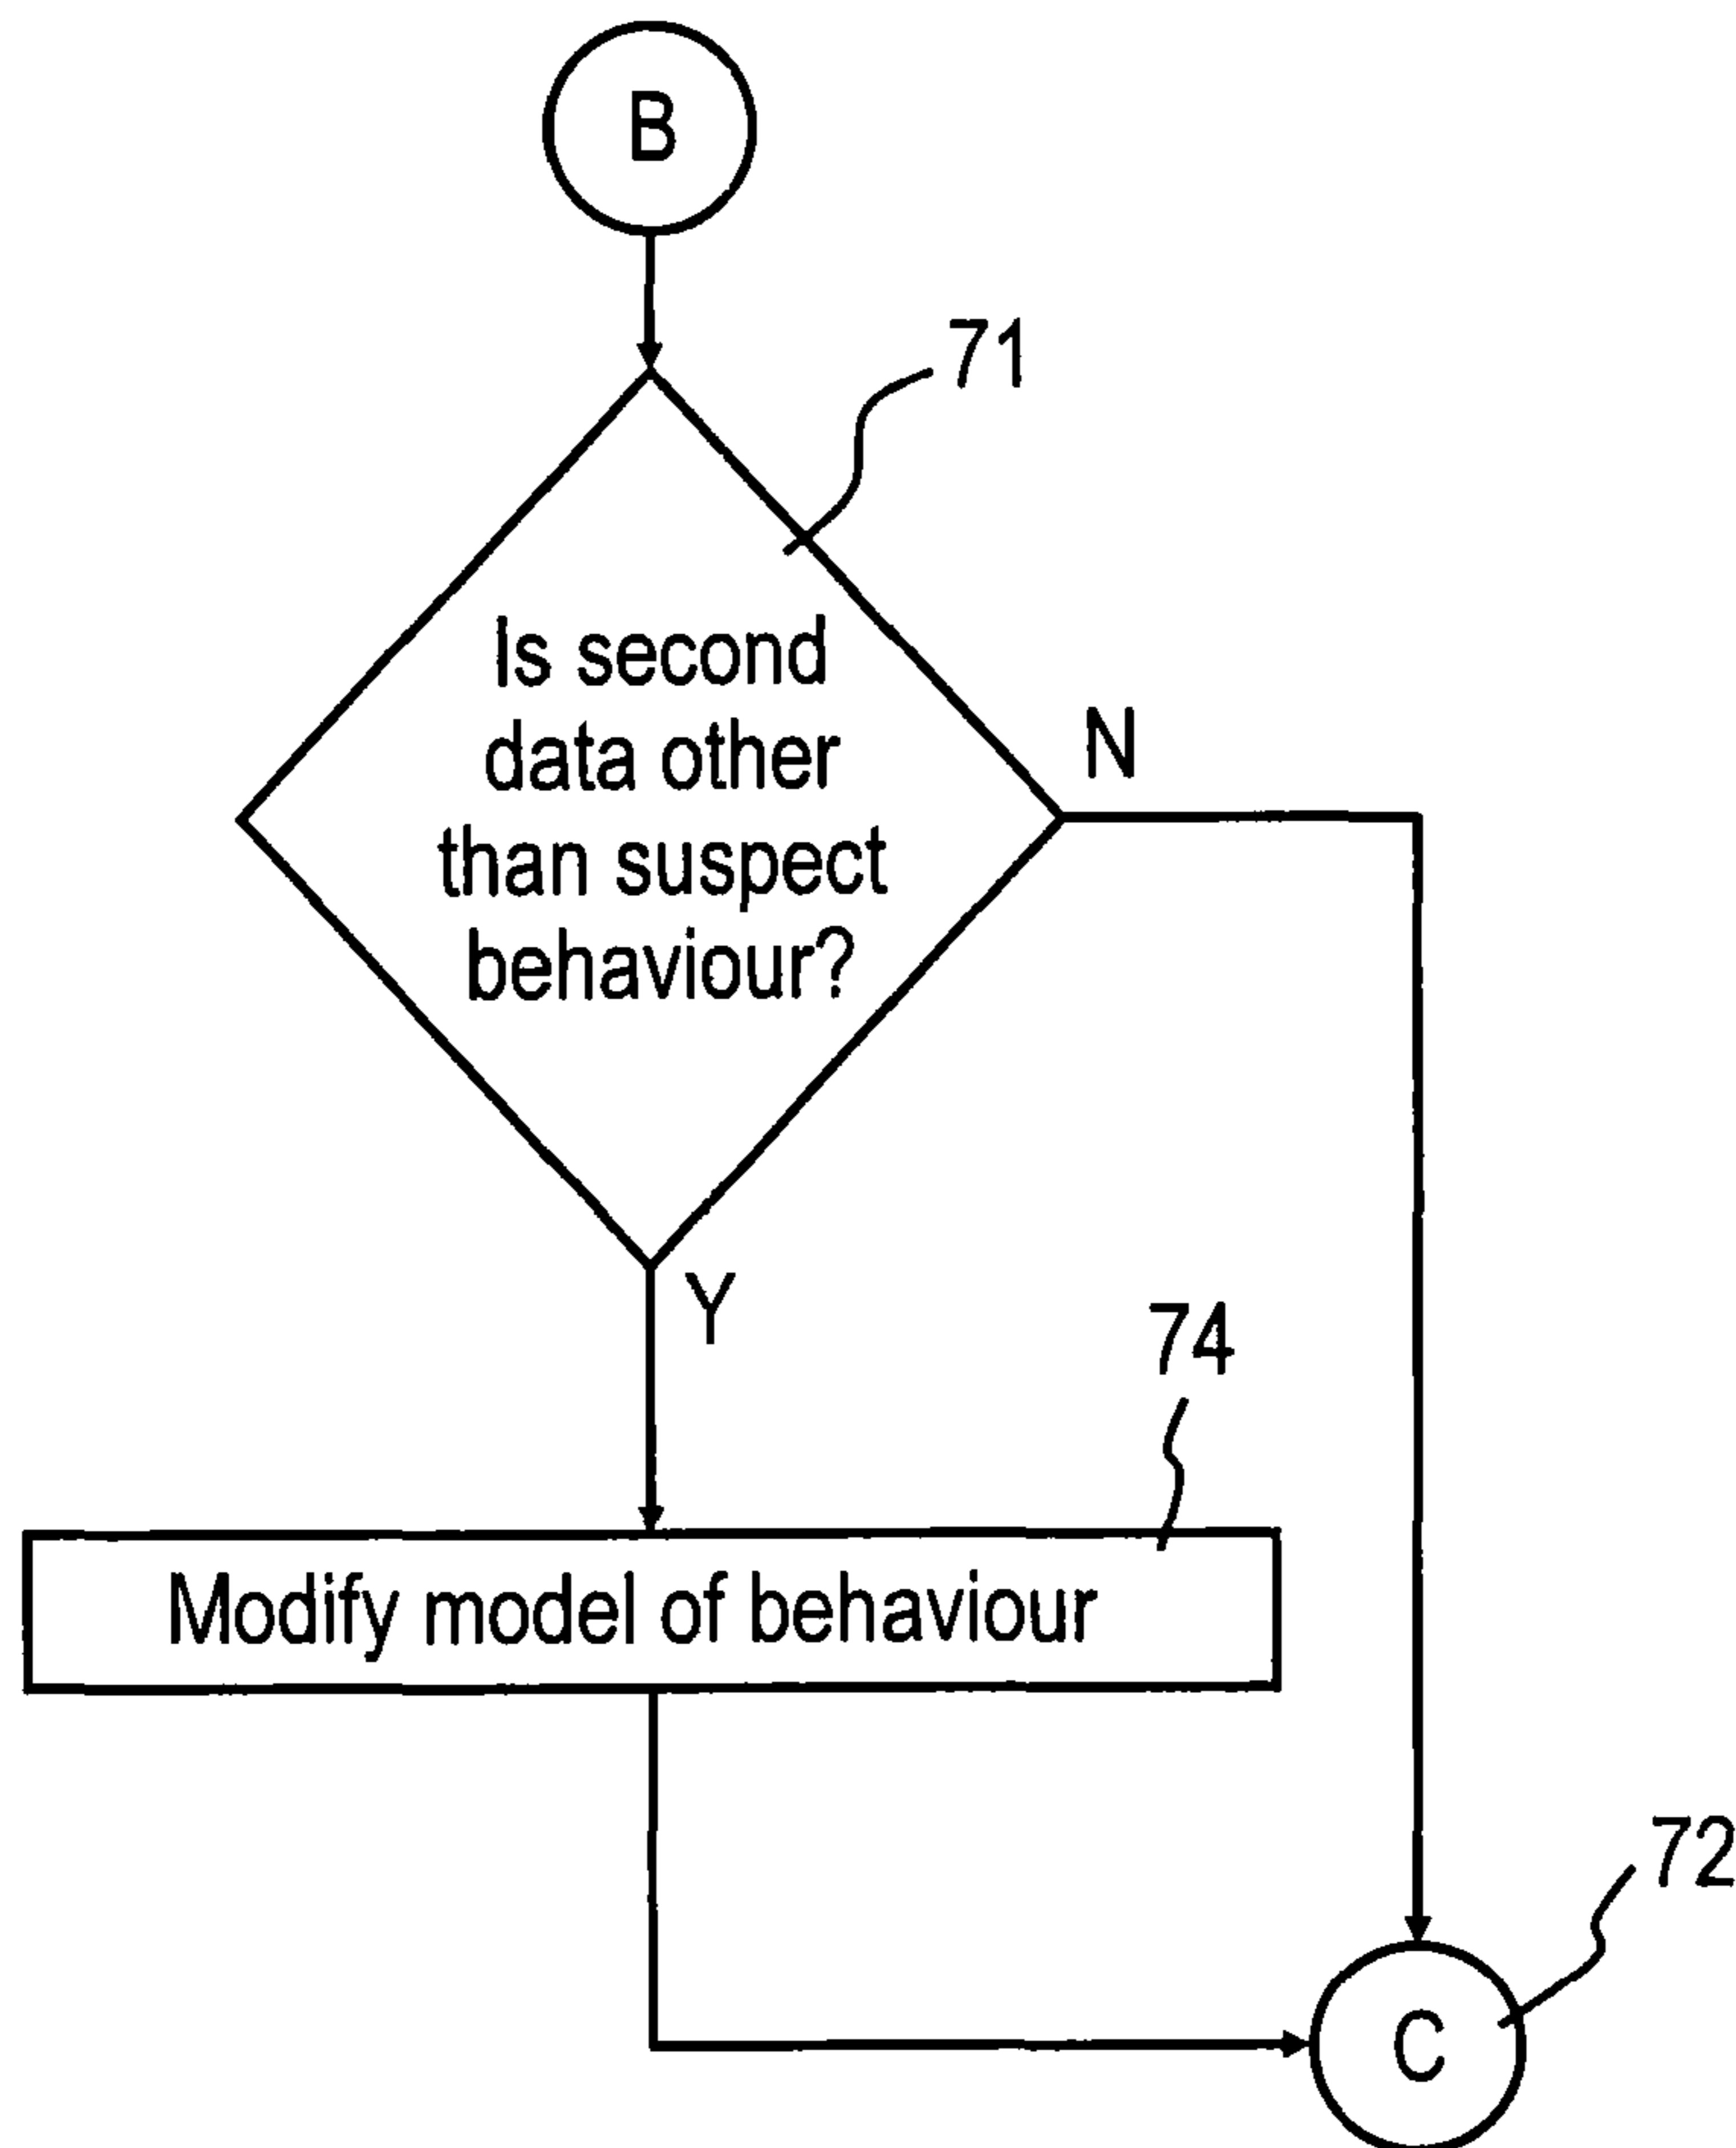 B
71
Is second
data other
than suspect
behaviour?
N
Y
74
Modify model of behaviour
72
C